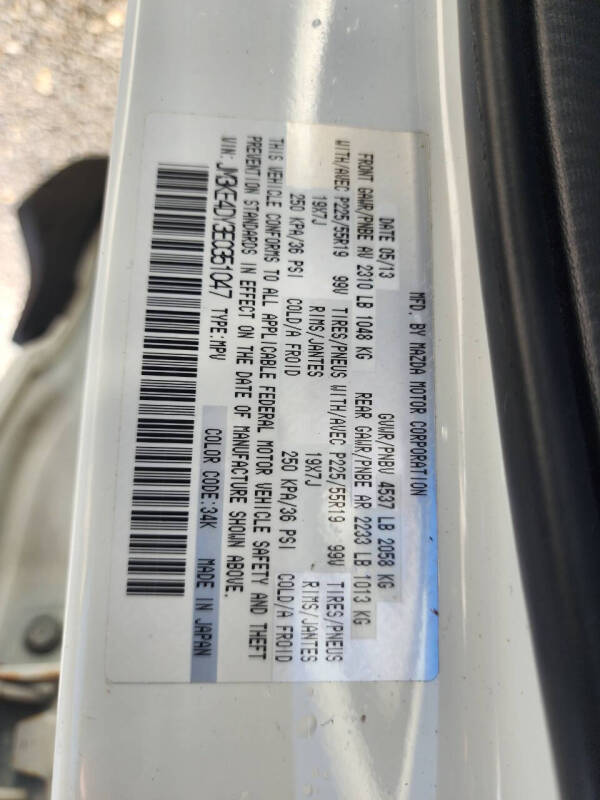 MFD. BY MAZDA MOTOR CORPORATION
DATE 05/13 GVWR/PNBV 4537 LB 2058 KG
FRONT GAWR/PNBE AV 2310 LB 1048 KG REAR GAWR/PNBE AR 2233 LB 1013 KG
WITH/AVEC P225/55R19 99V TIRES/PNEUS WITH/AVEC P225/55R19 99V TIRES/PNEUS
19X7J RIMS/JANTES 19X7J RIMS/JANTES
250 KPA/36 PSI COLD/A FROID 250 KPA/36 PSI COLD/A FROID
THIS VEHICLE CONFORMS TO ALL APPLICABLE FEDERAL MOTOR VEHICLE SAFETY AND THEFT
PREVENTION STANDARDS IN EFFECT ON THE DATE OF MANUFACTURE SHOWN ABOVE.
VIN: JM3KE4DY3E0351047 TYPE:MPV COLOR CODE:34K MADE IN JAPAN